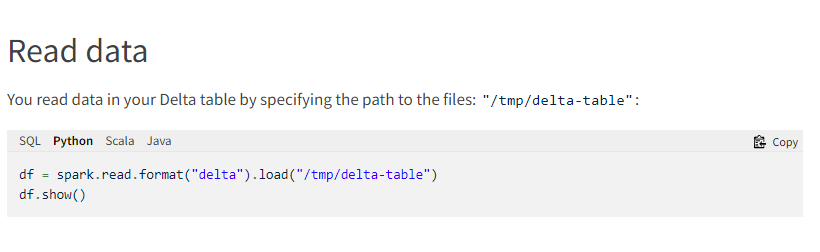 Read data
You read data in your Delta table by specifying the path to the files: "/tmp/delta-table":
SQL Python Scala Java Copy
df = spark.read.format("delta").load("/tmp/delta-table")
df.show()